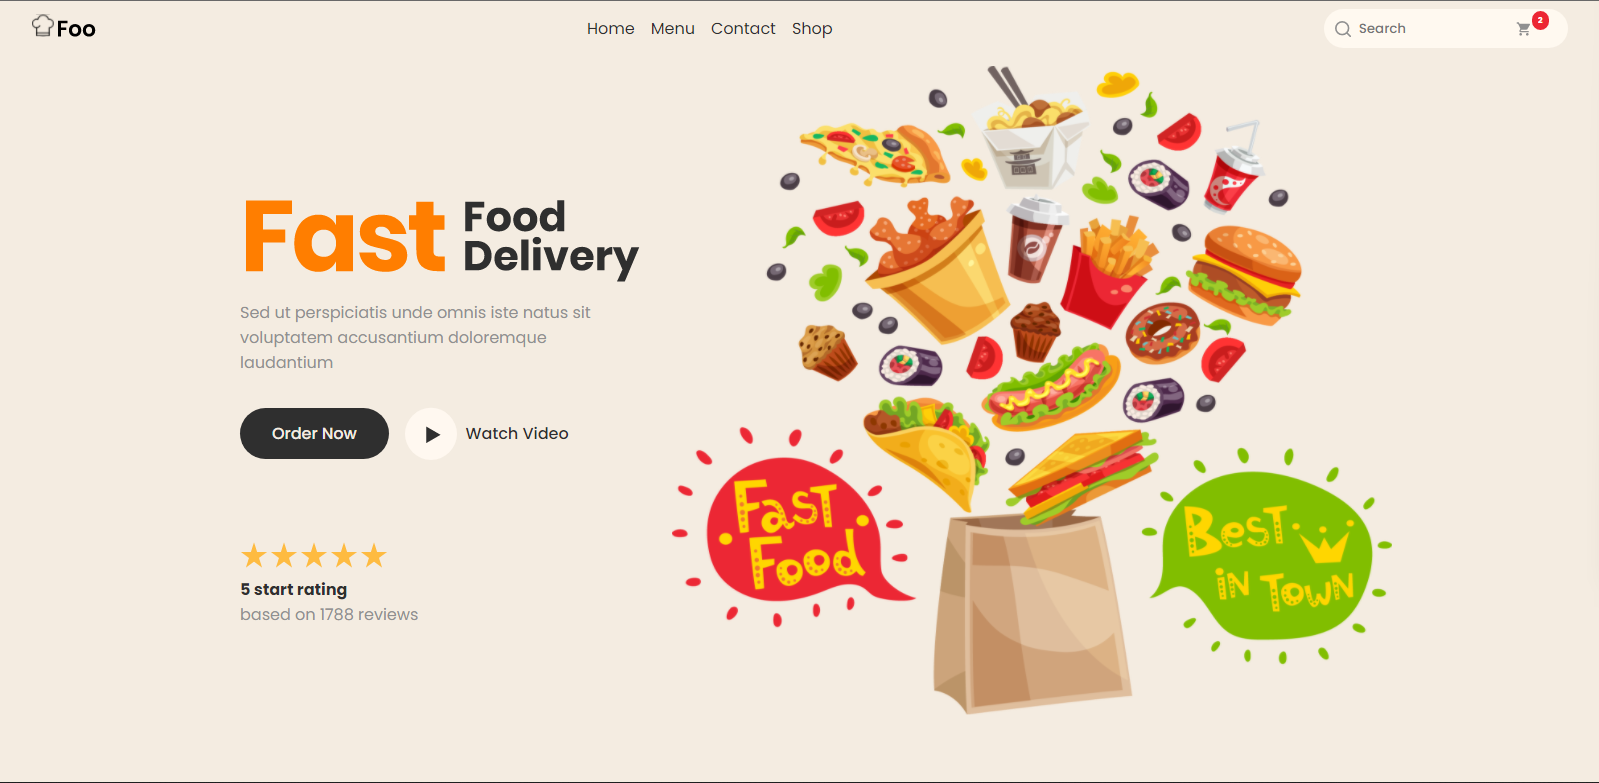 Foo
Home Menu Contact Shop
Search
2
Fast Food
Delivery
Sed ut perspiciatis unde omnis iste natus sit
voluptatem accusantium doloremque
laudantium
Order Now
Watch Video
5 start rating
based on 1788 reviews
Fast
Food
Best
in Town